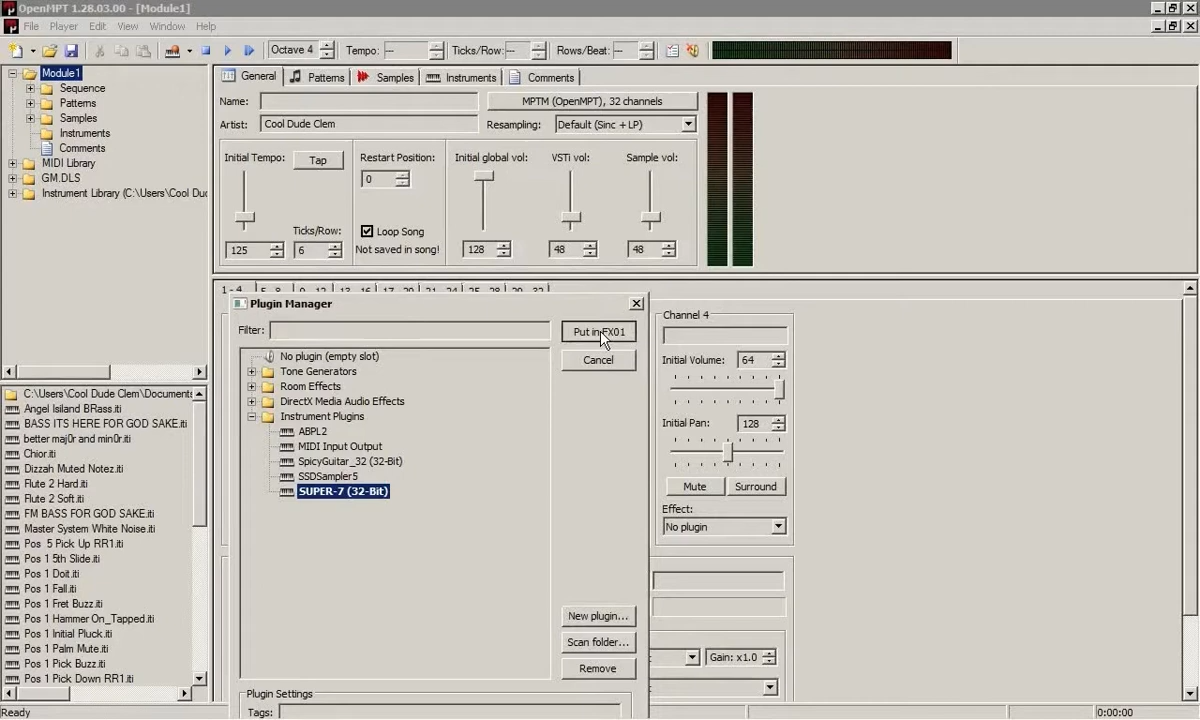 OpenMPT 1.28.03.00 - [Module1]
File Player Edit View Window Help
Octave 4 Tempo: --- Ticks/Row: --- Rows/Beat: ---
Module1
Sequence
Patterns
Samples
Instruments
Comments
MIDI Library
GM.DLS
Instrument Library (C:\Users\Cool Duc
General Patterns Samples Instruments Comments
Name:
MPTM (OpenMPT), 32 channels
Artist: Cool Dude Clem
Resampling: Default (Sinc + LP)
Initial Tempo: Tap
Restart Position:
0
Initial global vol: VSTi vol: Sample vol:
Ticks/Row:
Loop Song
125 6 Not saved in song! 128 48 48
C:\Users\Cool Dude Clem\Documents
Angel Isiland BRass.iti
BASS ITS HERE FOR GOD SAKE.iti
better maj0r and min0r.iti
Chior.iti
Dizzah Muted Notez.iti
Flute 2 Hard.iti
Flute 2 Soft.iti
FM BASS FOR GOD SAKE.iti
Master System White Noise.iti
Pos 5 Pick Up RR1.iti
Pos 1 5th Slide.iti
Pos 1 Doit.iti
Pos 1 Fall.iti
Pos 1 Fret Buzz.iti
Pos 1 Hammer On_Tapped.iti
Pos 1 Initial Pluck.iti
Pos 1 Palm Mute.iti
Pos 1 Pick Buzz.iti
Pos 1 Pick Down RR1.iti
Plugin Manager
Filter:
Put in FX01
Cancel
No plugin (empty slot)
Tone Generators
Room Effects
DirectX Media Audio Effects
Instrument Plugins
ABPL2
MIDI Input Output
SpicyGuitar_32 (32-Bit)
SSDSampler5
SUPER-7 (32-Bit)
New plugin...
Scan folder...
Remove
Plugin Settings
Tags:
Channel 4
Initial Volume: 64
Initial Pan: 128
Mute Surround
Effect:
No plugin
Gain: x1.0
Ready
0:00:00